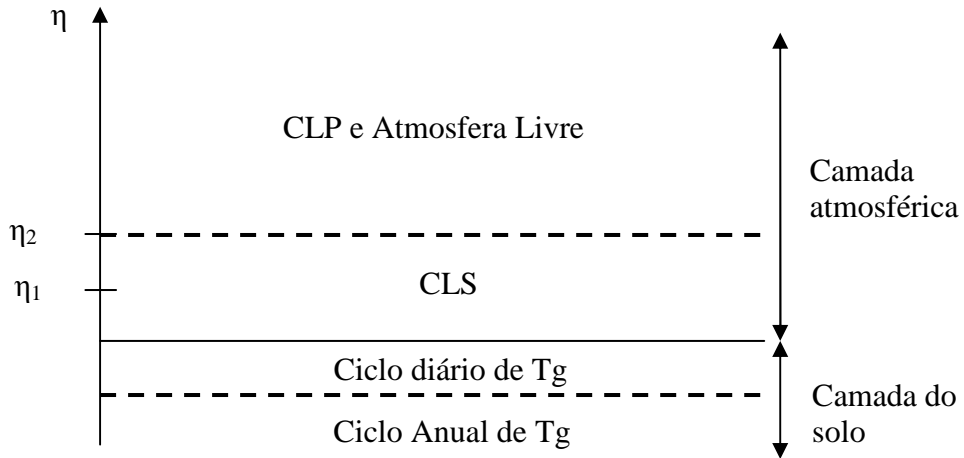 η
CLP e Atmosfera Livre
Camada
atmosférica
η2
CLS
η1
Ciclo diário de Tg
Camada do
solo
Ciclo Anual de Tg